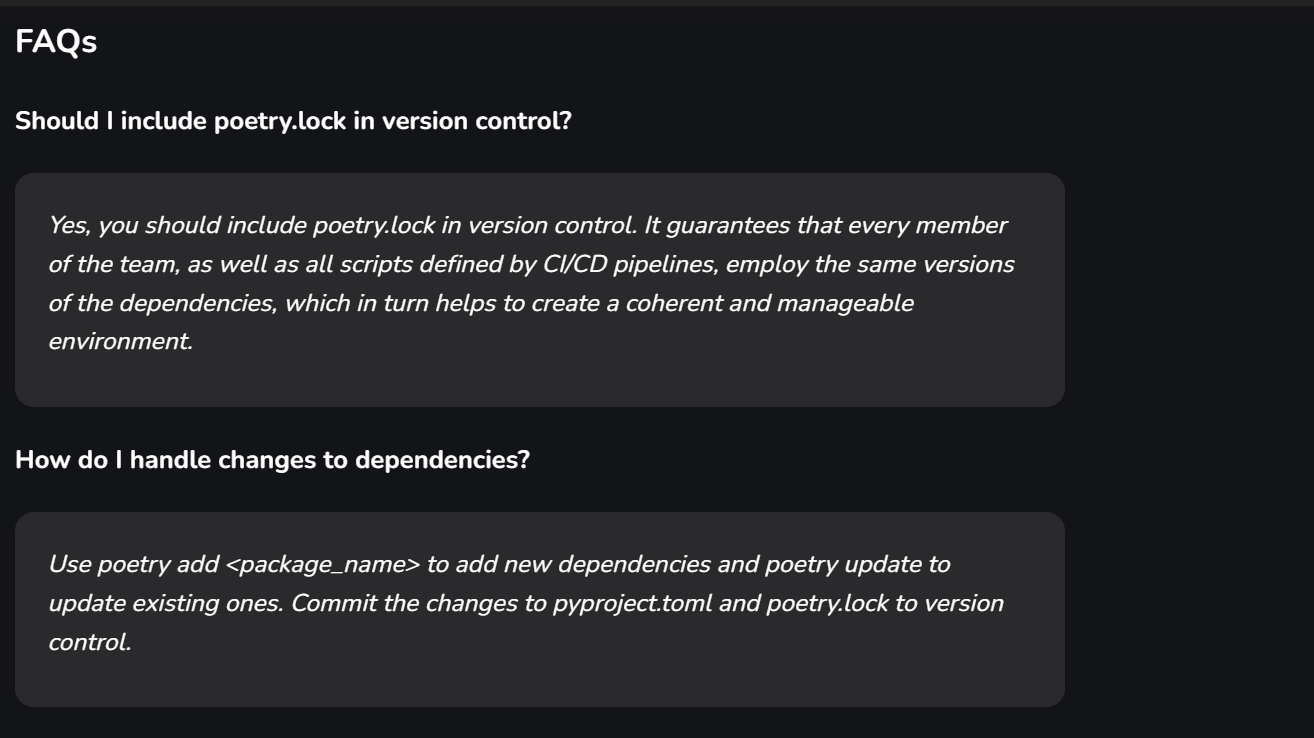 FAQs
Should I include poetry.lock in version control?
Yes, you should include poetry.lock in version control. It guarantees that every member
of the team, as well as all scripts defined by CI/CD pipelines, employ the same versions
of the dependencies, which in turn helps to create a coherent and manageable
environment.
How do I handle changes to dependencies?
Use poetry add <package_name> to add new dependencies and poetry update to
update existing ones. Commit the changes to pyproject.toml and poetry.lock to version
control.